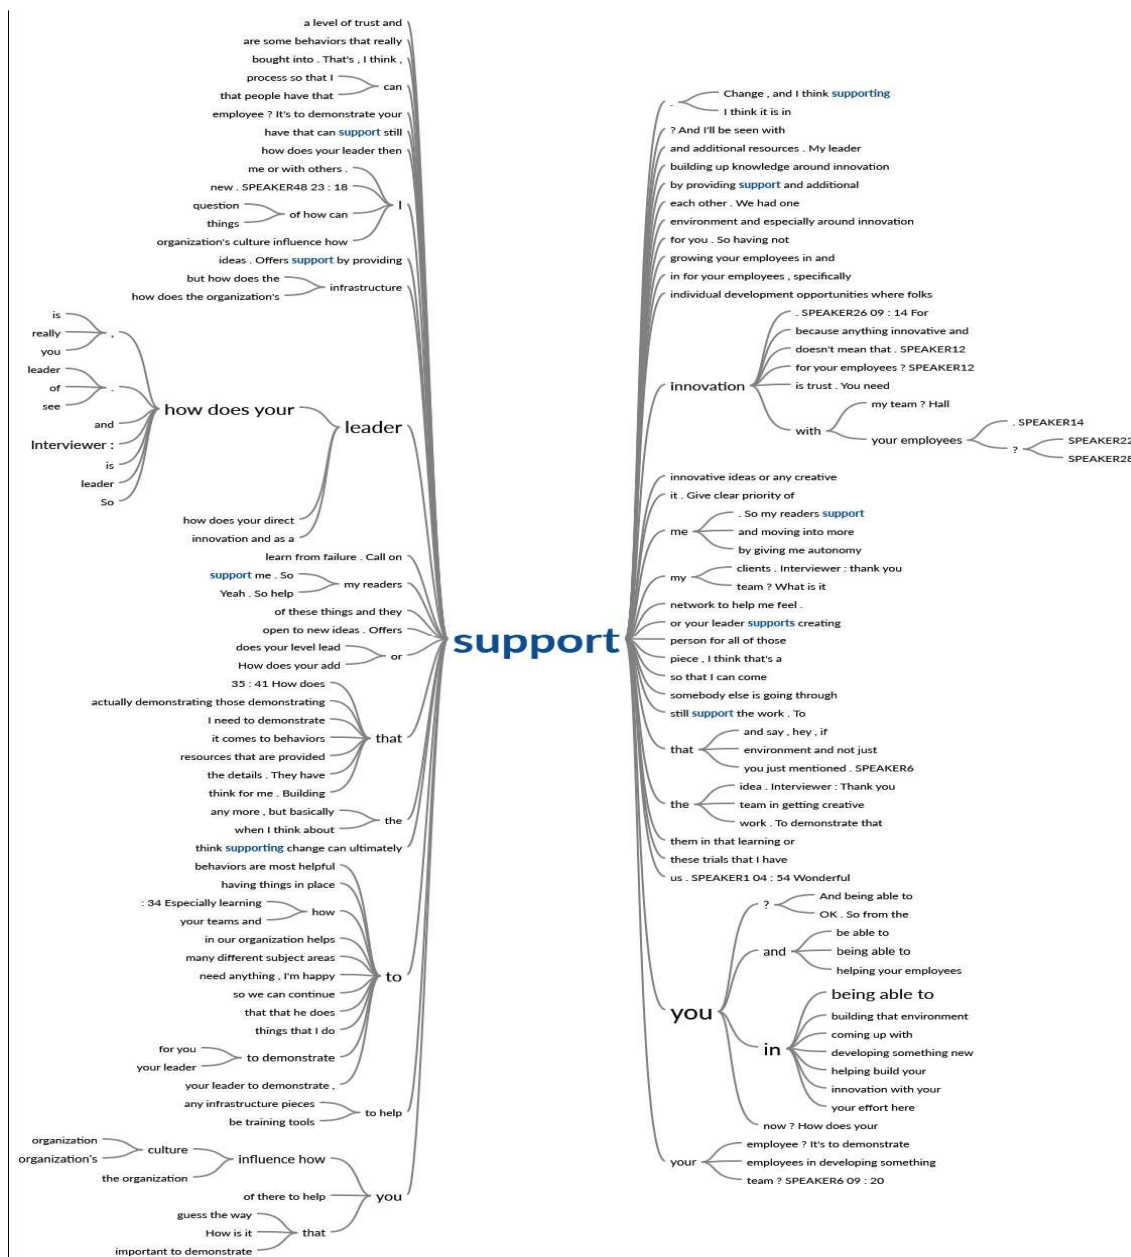 a level of trust and
are some behaviors that really
bought into . That's , I think ,
process so that I
that people have that
can
employee ? It's to demonstrate your
have that can support still
how does your leader then
me or with others .
new . SPEAKER48 23 : 18
question
things
of how can
organization's culture influence how
I
ideas . Offers support by providing
but how does the
how does the organization's
infrastructure
is
really
you
,
leader
of
see
.
and
Interviewer :
is
leader
So
how does your
how does your direct
innovation and as a
leader
learn from failure . Call on
support me . So
Yeah . So help
my readers
of these things and they
open to new ideas . Offers
does your level lead
How does your add
or
35 : 41 How does
actually demonstrating those demonstrating
I need to demonstrate
it comes to behaviors
resources that are provided
the details . They have
think for me . Building
that
any more , but basically
when I think about
the
think supporting change can ultimately
behaviors are most helpful
having things in place
: 34 Especially learning
your teams and
how
in our organization helps
many different subject areas
need anything , I'm happy
so we can continue
that that he does
things that I do
for you
your leader
to demonstrate
your leader to demonstrate ,
to
any infrastructure pieces
be training tools
to help
organization
organization's
culture
the organization
influence how
of there to help
guess the way
How is it
important to demonstrate
that
you
support
.
Change , and I think supporting
I think it is in
? And I'll be seen with
and additional resources . My leader
building up knowledge around innovation
by providing support and additional
each other . We had one
environment and especially around innovation
for you . So having not
growing your employees in and
in for your employees , specifically
individual development opportunities where folks
innovation
. SPEAKER26 09 : 14 For
because anything innovative and
doesn't mean that . SPEAKER12
for your employees ? SPEAKER12
is trust . You need
with
my team ? Hall
your employees
. SPEAKER14
?
SPEAKER22
SPEAKER28
innovative ideas or any creative
it . Give clear priority of
me
. So my readers support
and moving into more
by giving me autonomy
my
clients . Interviewer : thank you
team ? What is it
network to help me feel .
or your leader supports creating
person for all of those
piece , I think that's a
so that I can come
somebody else is going through
still support the work . To
that
and say , hey , if
environment and not just
you just mentioned . SPEAKER6
the
idea . Interviewer : Thank you
team in getting creative
work . To demonstrate that
them in that learning or
these trials that I have
us . SPEAKER1 04 : 54 Wonderful
you
?
And being able to
OK . So from the
and
be able to
being able to
helping your employees
in
being able to
building that environment
coming up with
developing something new
helping build your
innovation with your
your effort here
now ? How does your
your
employee ? It's to demonstrate
employees in developing something
team ? SPEAKER6 09 : 20